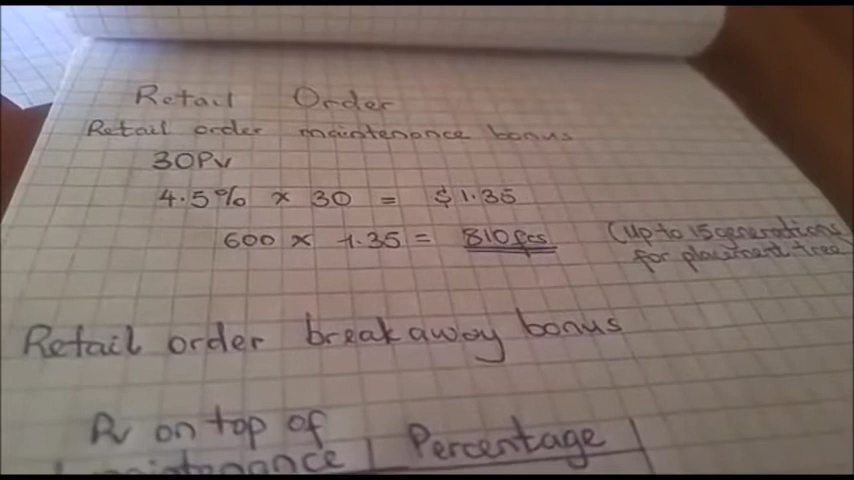 Retail Order
Retail order maintenance bonus
30PV
4.5% x 30 = $1.35
600 x 1.35 = 810fcs (Up to 15 generations
for placement tree
Retail order breakaway bonus
PV on top of
maintenance Percentage